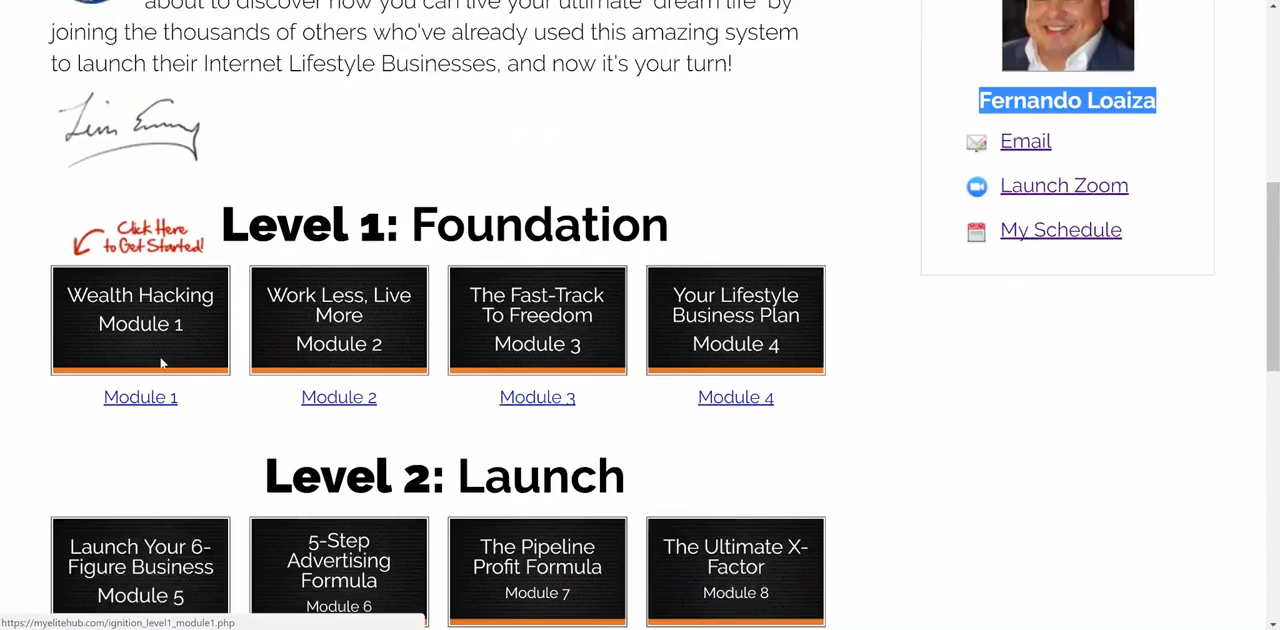 about to discover how you can live your ultimate "dream life" by
joining the thousands of others who've already used this amazing system
to launch their Internet Lifestyle Businesses, and now it's your turn!
Fernando Loaiza
Email
Launch Zoom
My Schedule
Click Here
to Get Started!
Level 1: Foundation
Wealth Hacking
Module 1
Work Less, Live
More
Module 2
The Fast-Track
To Freedom
Module 3
Your Lifestyle
Business Plan
Module 4
Module 1
Module 2
Module 3
Module 4
Level 2: Launch
Launch Your 6-
Figure Business
Module 5
5-Step
Advertising
Formula
Module 6
The Pipeline
Profit Formula
Module 7
The Ultimate X-
Factor
Module 8
https://myelitehub.com/ignition_level1_module1.php